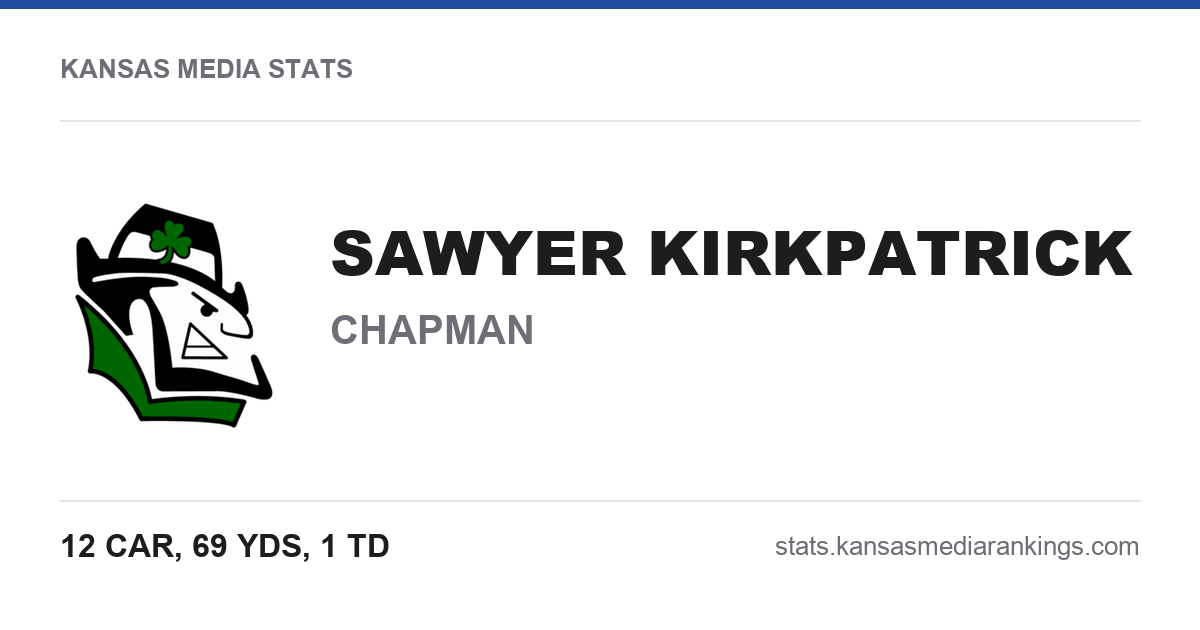 KANSAS MEDIA STATS
SAWYER KIRKPATRICK
CHAPMAN
12 CAR, 69 YDS, 1 TD
stats.kansasmediarankings.com